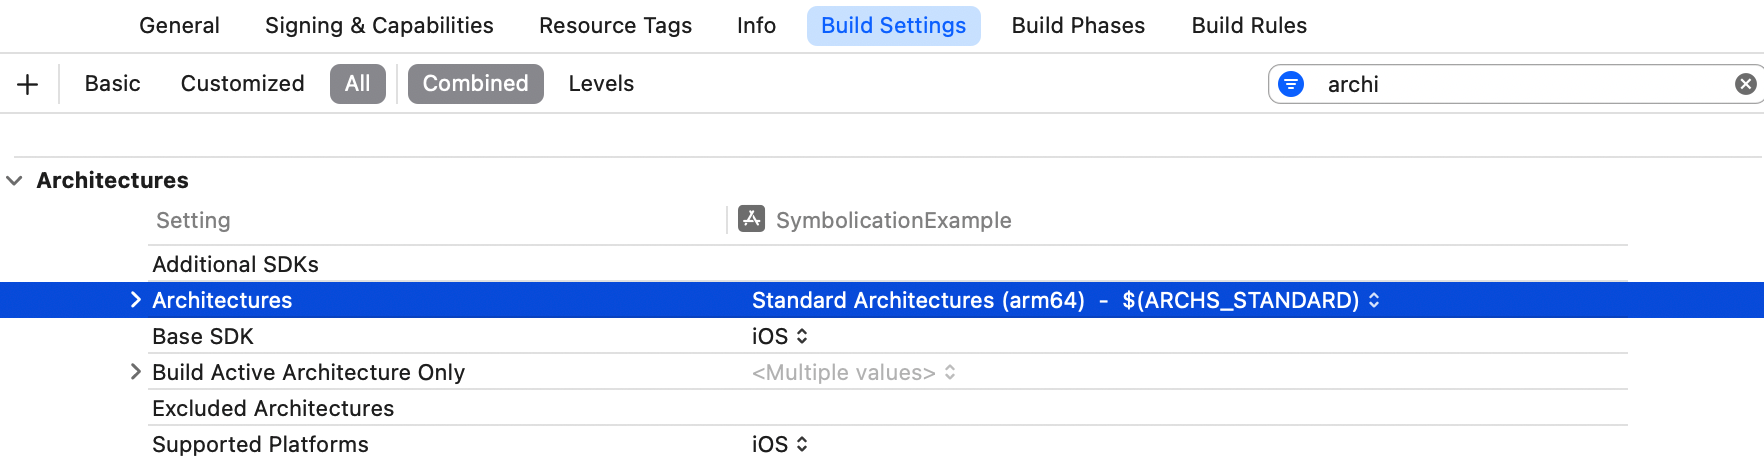 General Signing & Capabilities Resource Tags Info Build Settings Build Phases Build Rules
+ Basic Customized All Combined Levels archi
Architectures
Setting SymbolicationExample
Additional SDKs
Architectures Standard Architectures (arm64) - $(ARCHS_STANDARD)
Base SDK iOS
Build Active Architecture Only <Multiple values>
Excluded Architectures
Supported Platforms iOS